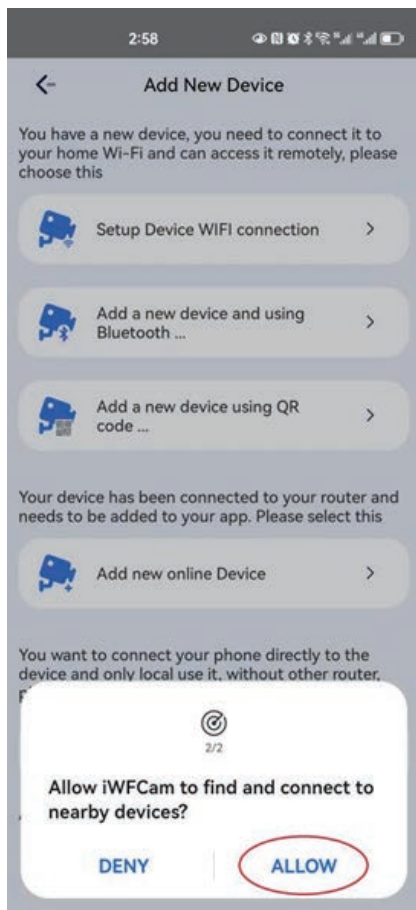 2:58
Add New Device
You have a new device, you need to connect it to
your home Wi-Fi and can access it remotely, please
choose this
Setup Device WIFI connection
Add a new device and using
Bluetooth ...
Add a new device using QR
code ...
Your device has been connected to your router and
needs to be added to your app. Please select this
Add new online Device
You want to connect your phone directly to the
device and only local use it, without other router,
2/2
Allow iWFCam to find and connect to
nearby devices?
DENY
ALLOW